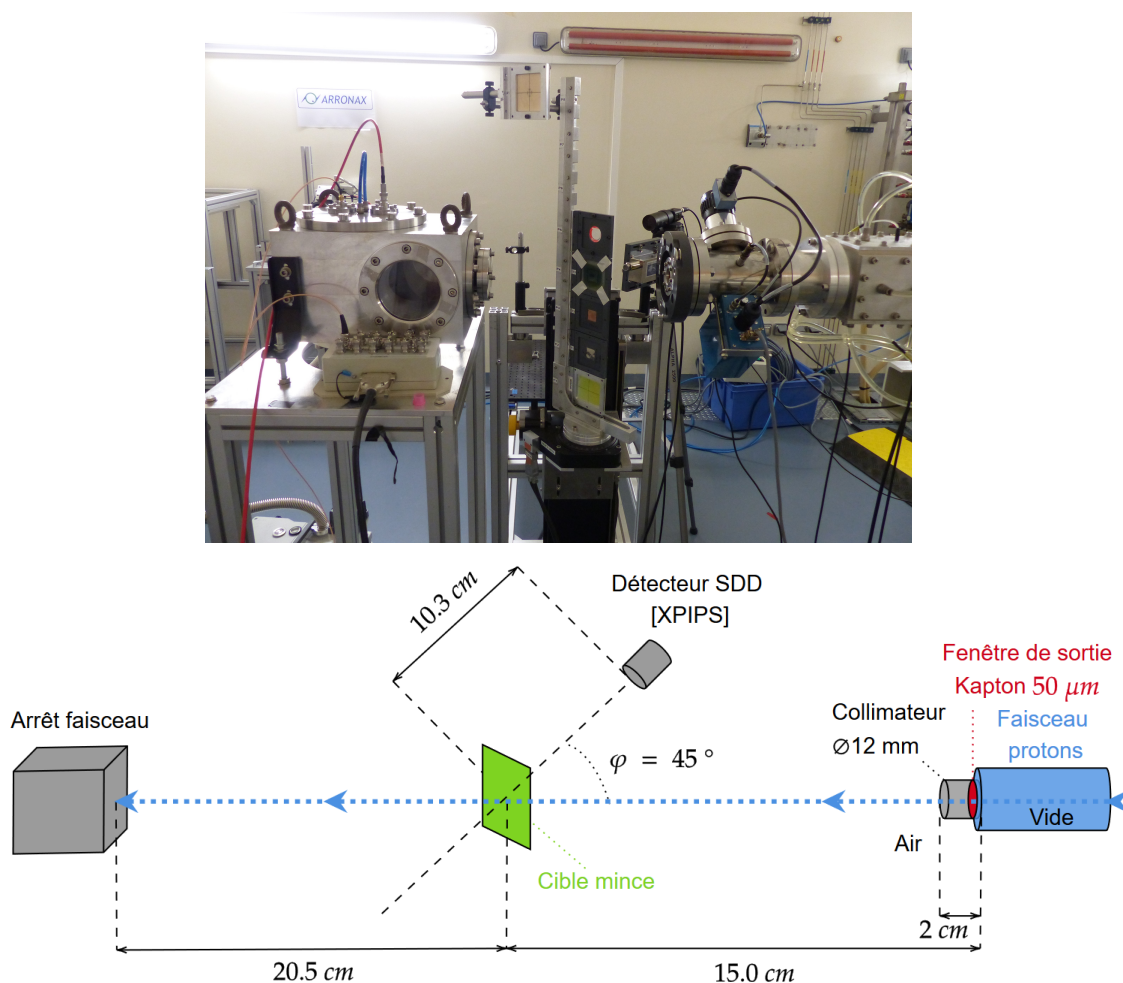 ARRONAX
10.3 cm
Détecteur SDD
[XPIPS]
Fenêtre de sortie
Kapton 50 μm
Collimateur
Ø12 mm
Faisceau
protons
Arrêt faisceau
φ = 45 °
Vide
Air
Cible mince
2 cm
20.5 cm
15.0 cm